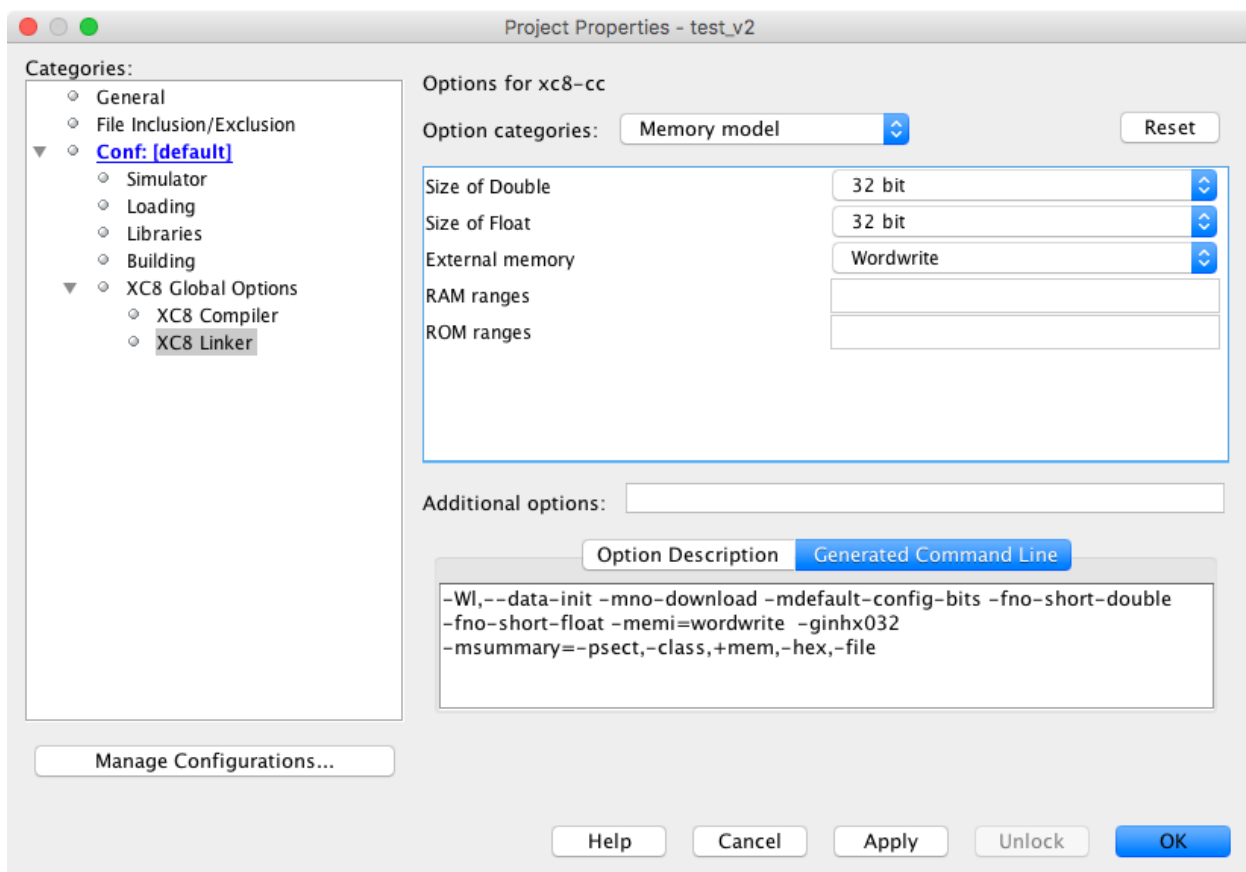 Project Properties - test_v2
Categories:
General
File Inclusion/Exclusion
Conf: [default]
Simulator
Loading
Libraries
Building
XC8 Global Options
XC8 Compiler
XC8 Linker
Manage Configurations...
Options for xc8-cc
Option categories: Memory model Reset
Size of Double 32 bit
Size of Float 32 bit
External memory Wordwrite
RAM ranges
ROM ranges
Additional options:
Option Description Generated Command Line
-Wl,--data-init -mno-download -mdefault-config-bits -fno-short-double
-fno-short-float -memi=wordwrite -ginhx032
-msummary=-psect,-class,+mem,-hex,-file
Help Cancel Apply Unlock OK